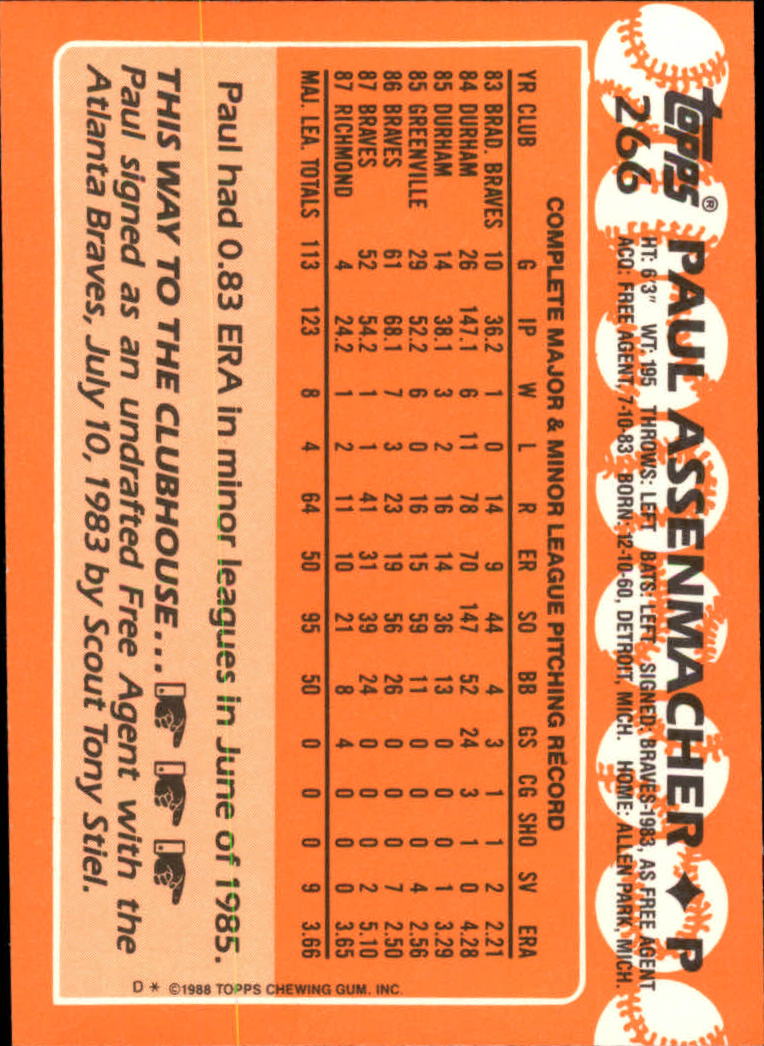 topps®
266
PAUL ASSENMACHER ♦ P
HT: 6'3" WT: 195 THROWS: LEFT BATS: LEFT SIGNED: BRAVES-1983, AS FREE AGENT
ACQ: FREE AGENT, 7-10-83 BORN: 12-10-60, DETROIT, MICH. HOME: ALLEN PARK, MICH.
COMPLETE MAJOR & MINOR LEAGUE PITCHING RECORD
YR CLUB G IP W L R ER SO BB GS CG SHO SV ERA
83 BRAD. BRAVES 10 36.2 1 0 14 9 44 4 3 1 1 2 2.21
84 DURHAM 26 147.1 6 11 78 70 147 52 24 3 1 0 4.28
85 DURHAM 14 38.1 3 2 16 14 36 13 0 0 0 1 3.29
85 GREENVILLE 29 52.2 6 0 16 15 59 11 0 0 0 4 2.56
86 BRAVES 61 68.1 7 3 23 19 56 26 0 0 0 7 2.50
87 BRAVES 52 54.2 1 1 41 31 39 24 0 0 0 2 5.10
87 RICHMOND 4 24.2 1 2 11 10 21 8 4 0 0 0 3.65
MAJ. LEA. TOTALS 113 123 8 4 64 50 95 50 0 0 0 9 3.66
Paul had 0.83 ERA in minor leagues in June of 1985.
THIS WAY TO THE CLUBHOUSE...
Paul signed as an undrafted Free Agent with the
Atlanta Braves, July 10, 1983 by Scout Tony Stiel.
D * ©1988 TOPPS CHEWING GUM, INC.